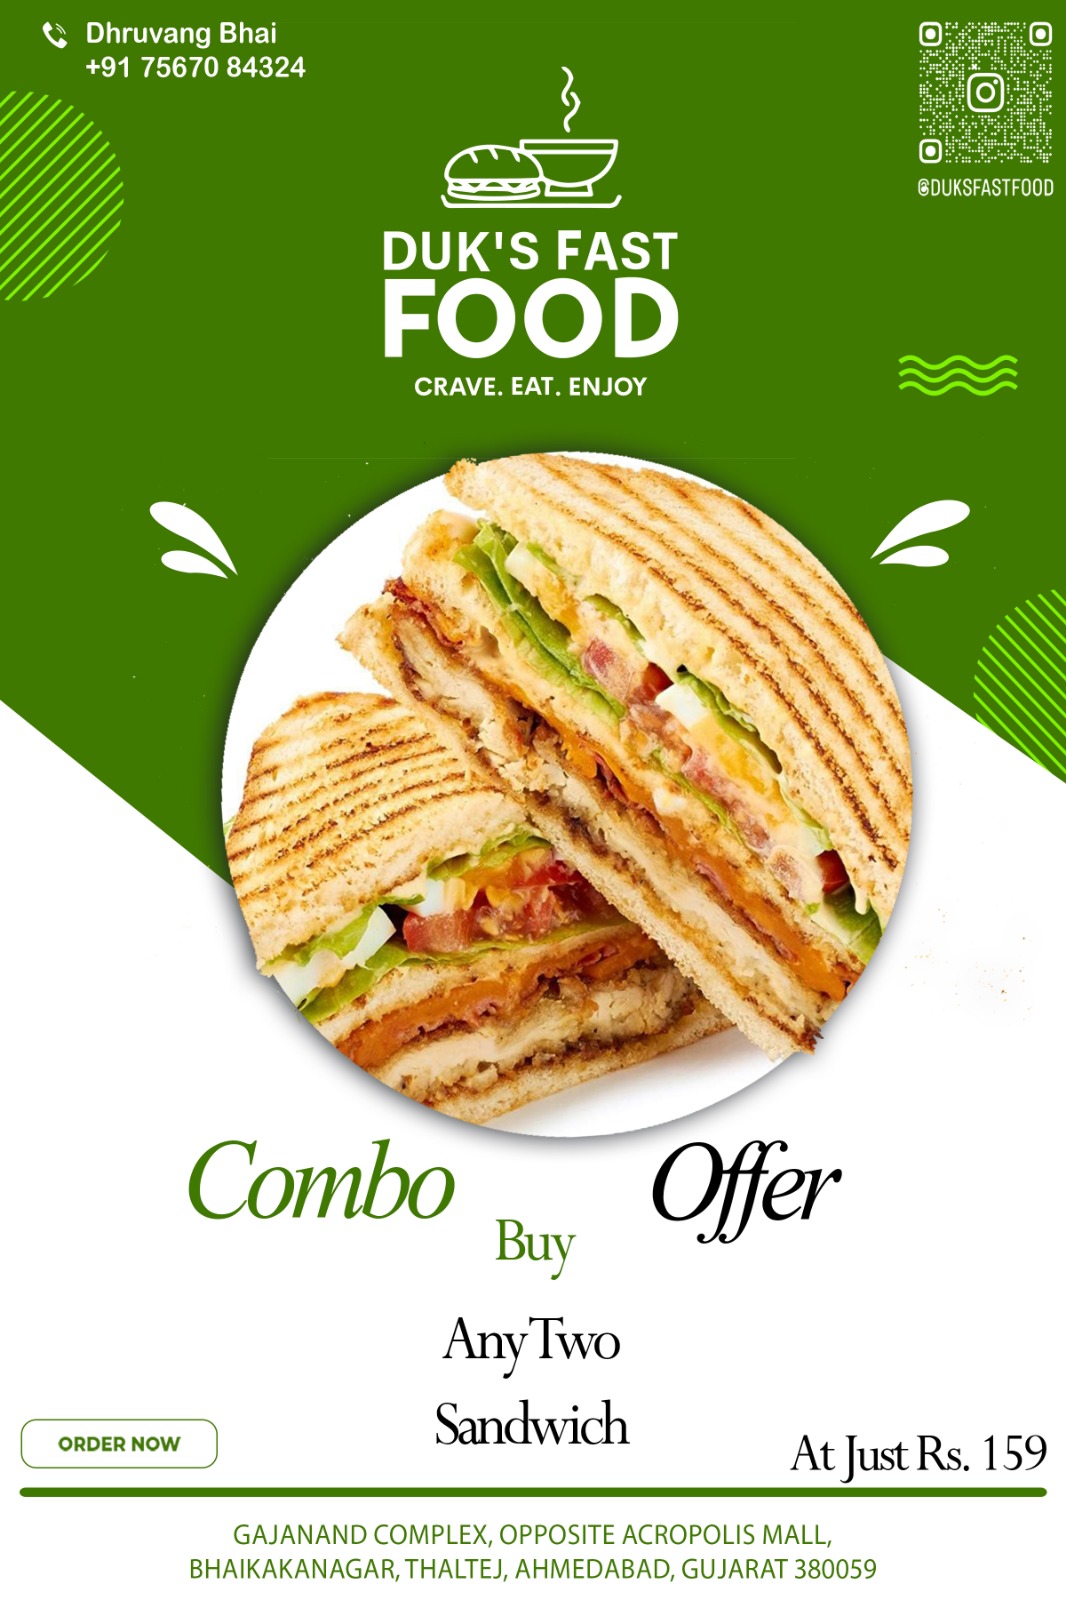 Dhruvang Bhai
+91 75670 84324
@DUKSFASTFOOD
DUK'S FAST
FOOD
CRAVE. EAT. ENJOY
Combo Offer
Buy
Any Two
Sandwich
ORDER NOW
At Just Rs. 159
GAJANAND COMPLEX, OPPOSITE ACROPOLIS MALL,
BHAIKAKANAGAR, THALTEJ, AHMEDABAD, GUJARAT 380059